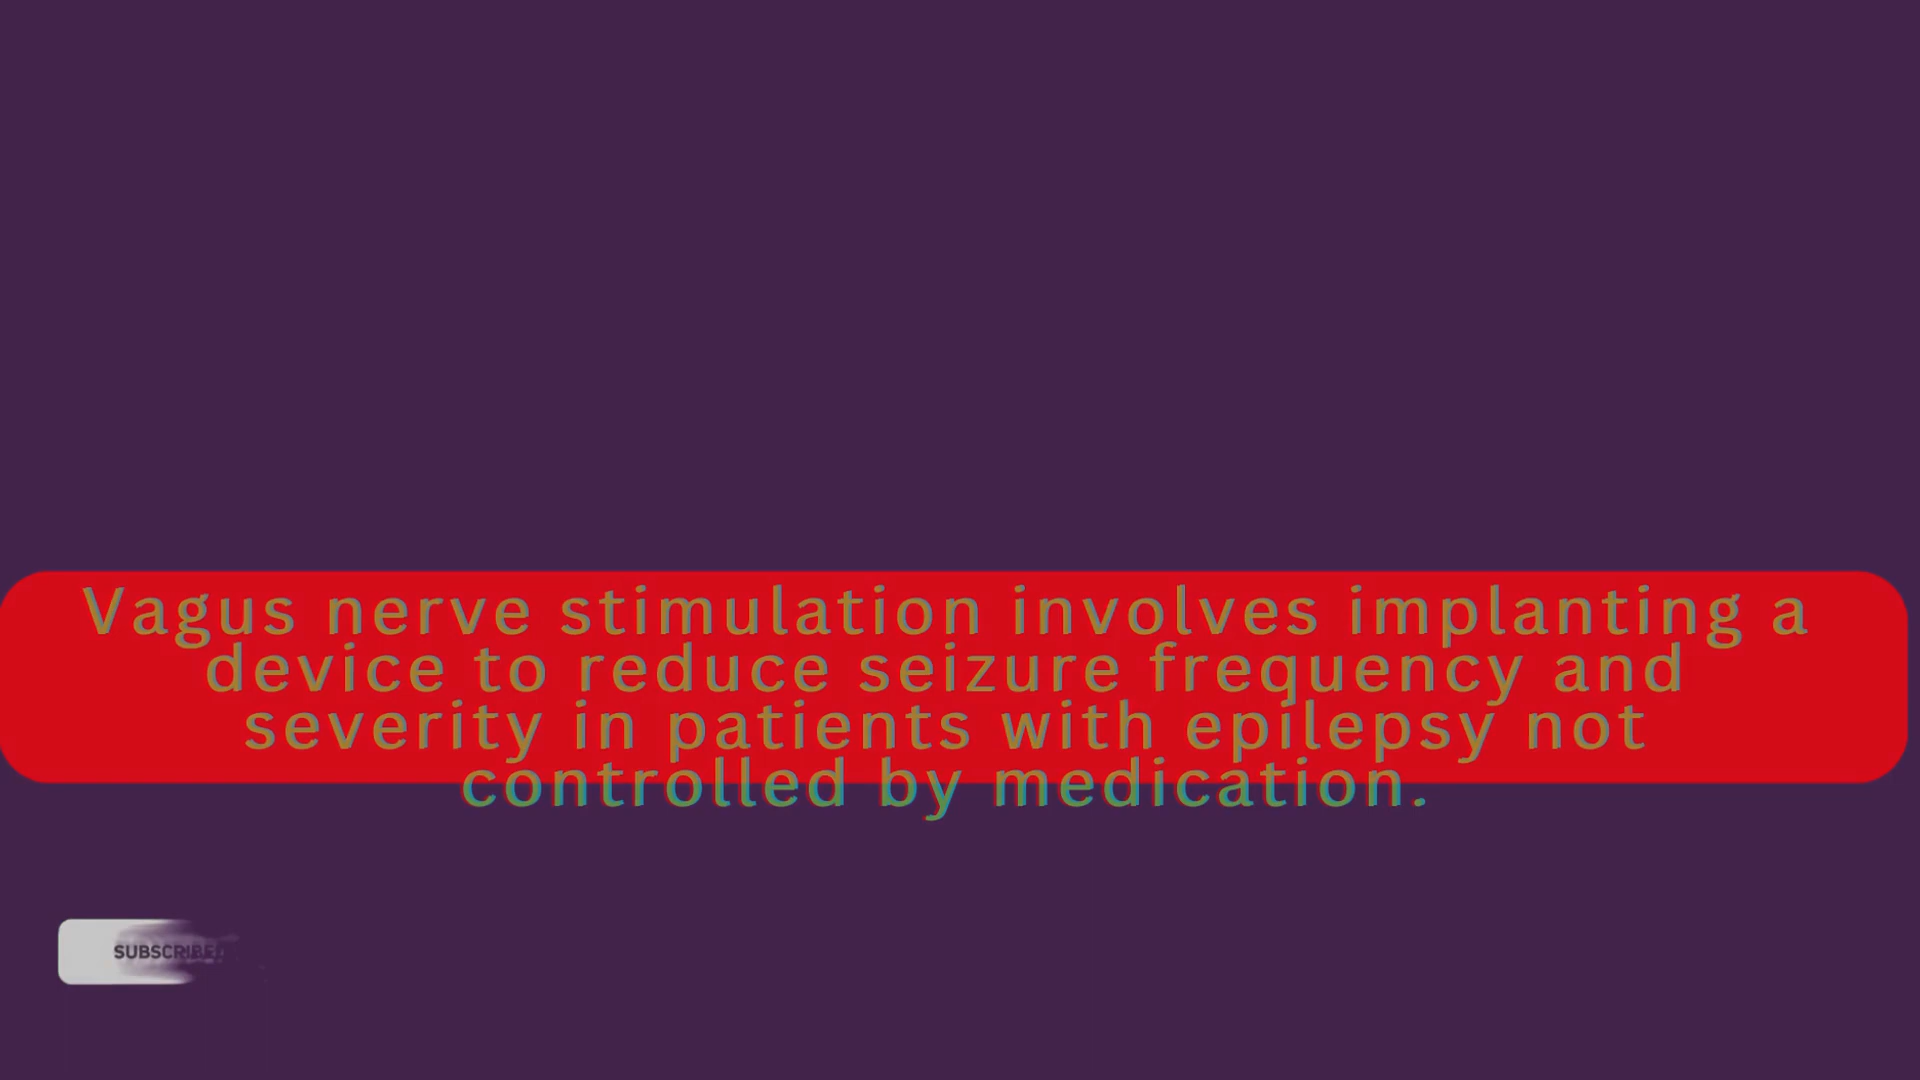 Vagus nerve stimulation involves implanting a
device to reduce seizure frequency and
severity in patients with epilepsy not
controlled by medication.
SUBSCRIBED